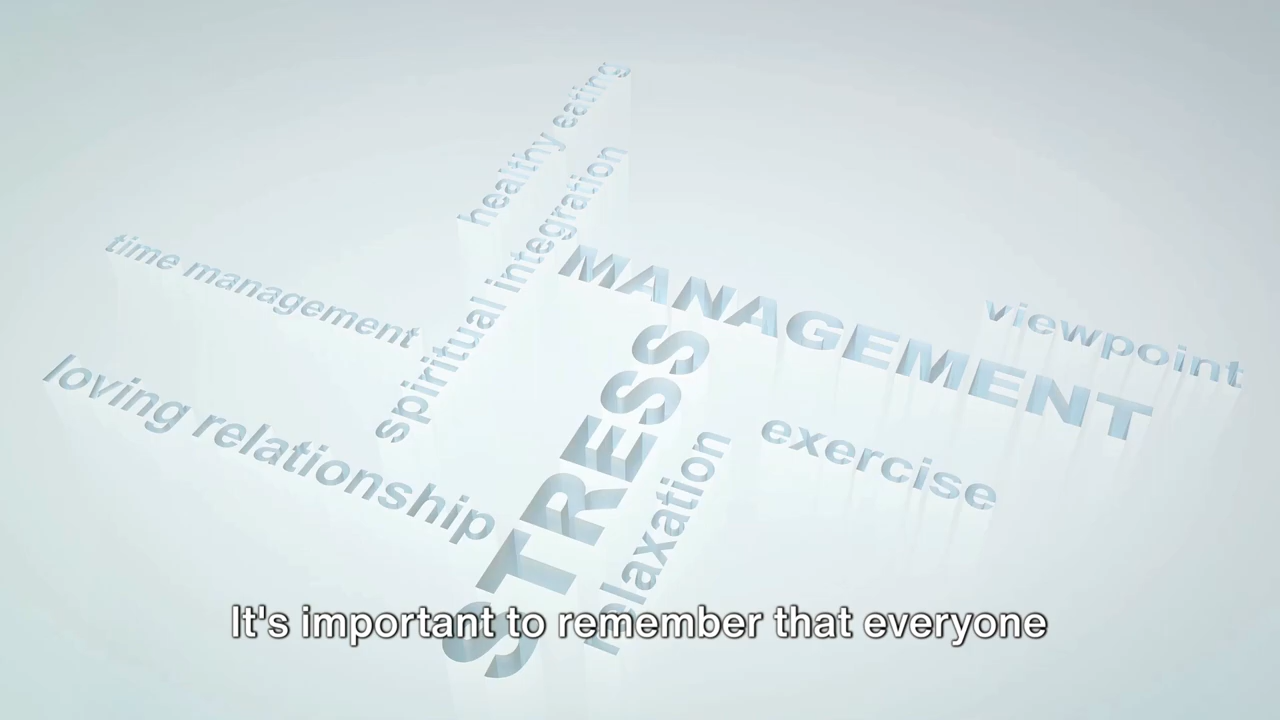 healthy eating
spiritual integration
time management
MANAGEMENT
viewpoint
loving relationship
STRESS
exercise
relaxation
It's important to remember that everyone